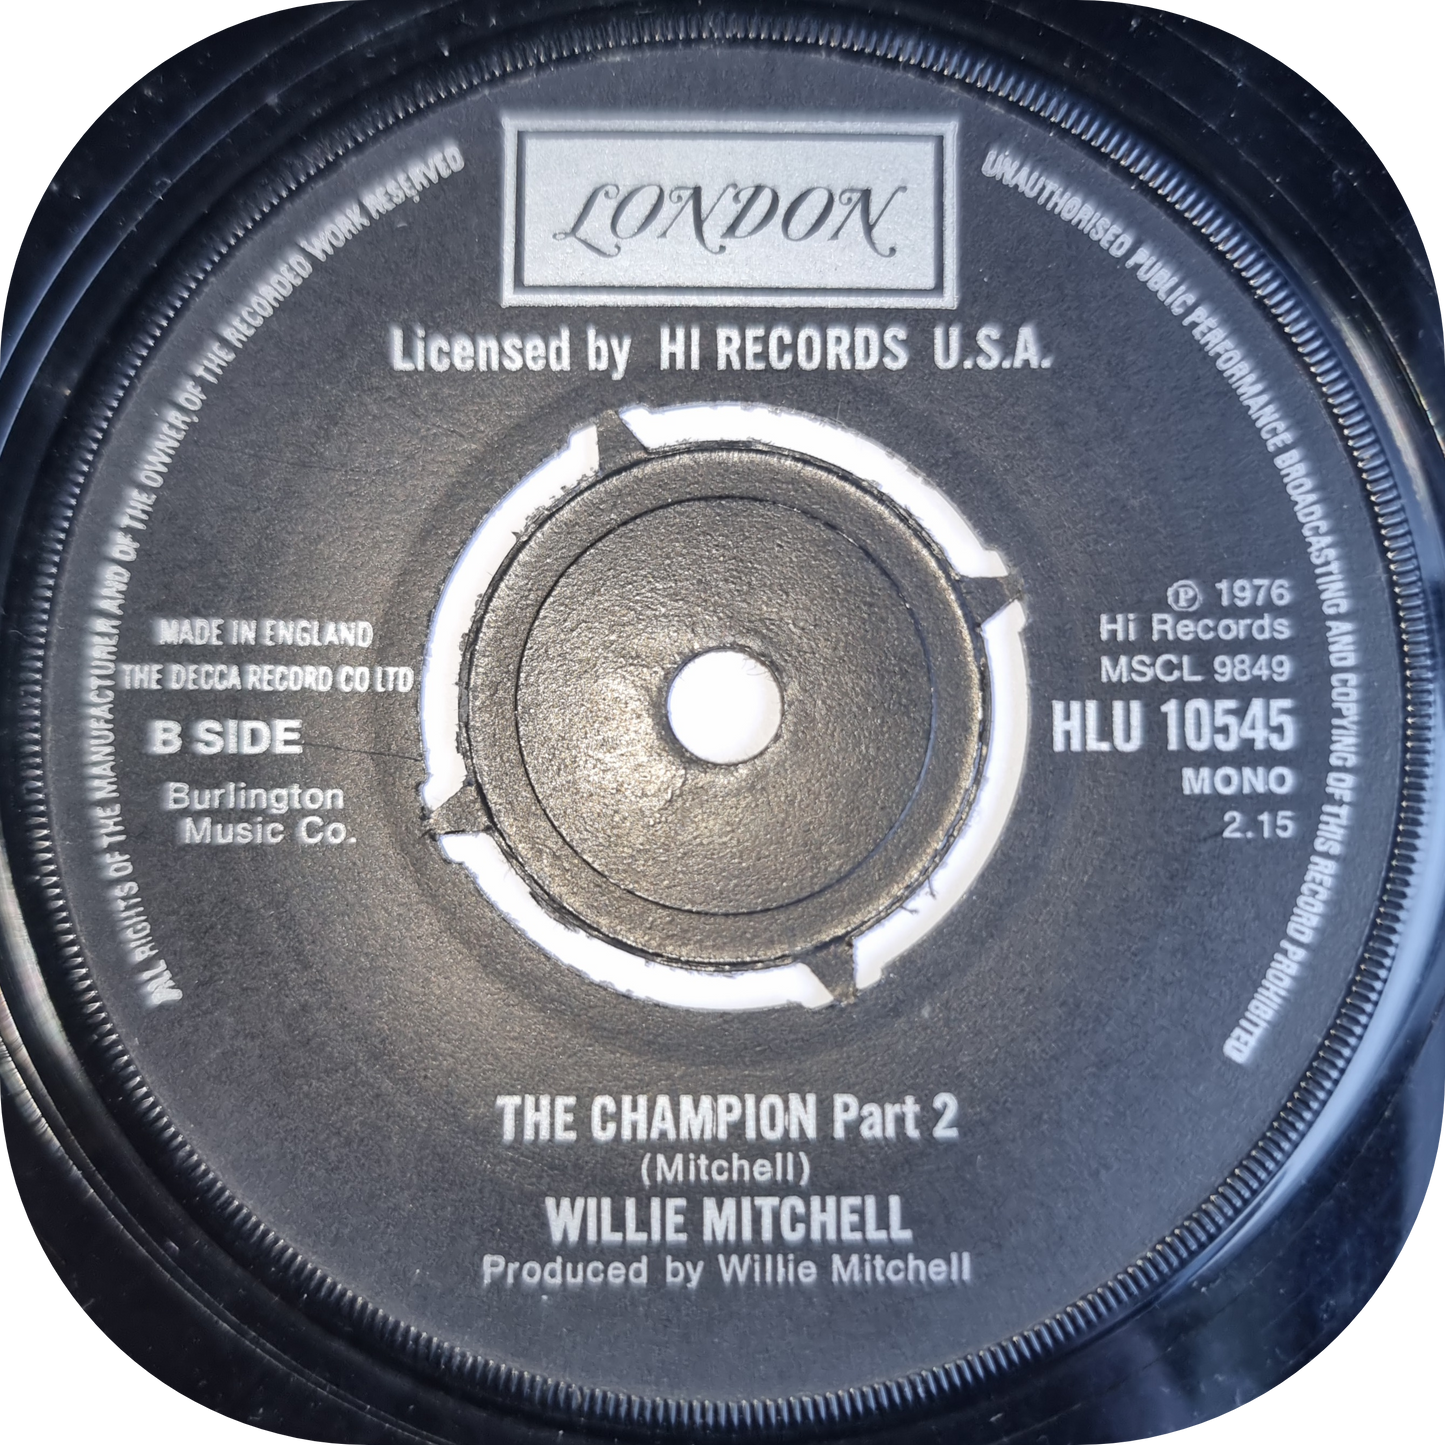 LONDON
Licensed by HI RECORDS U.S.A.
ALL RIGHTS OF THE MANUFACTURER AND OF THE OWNER OF THE RECORDED WORK RESERVED
UNAUTHORISED PUBLIC PERFORMANCE BROADCASTING AND COPYING OF THIS RECORD PROHIBITED
MADE IN ENGLAND
THE DECCA RECORD CO LTD
B SIDE
Burlington
Music Co.
℗ 1976
Hi Records
MSCL 9849
HLU 10545
MONO
2.15
THE CHAMPION Part 2
(Mitchell)
WILLIE MITCHELL
Produced by Willie Mitchell